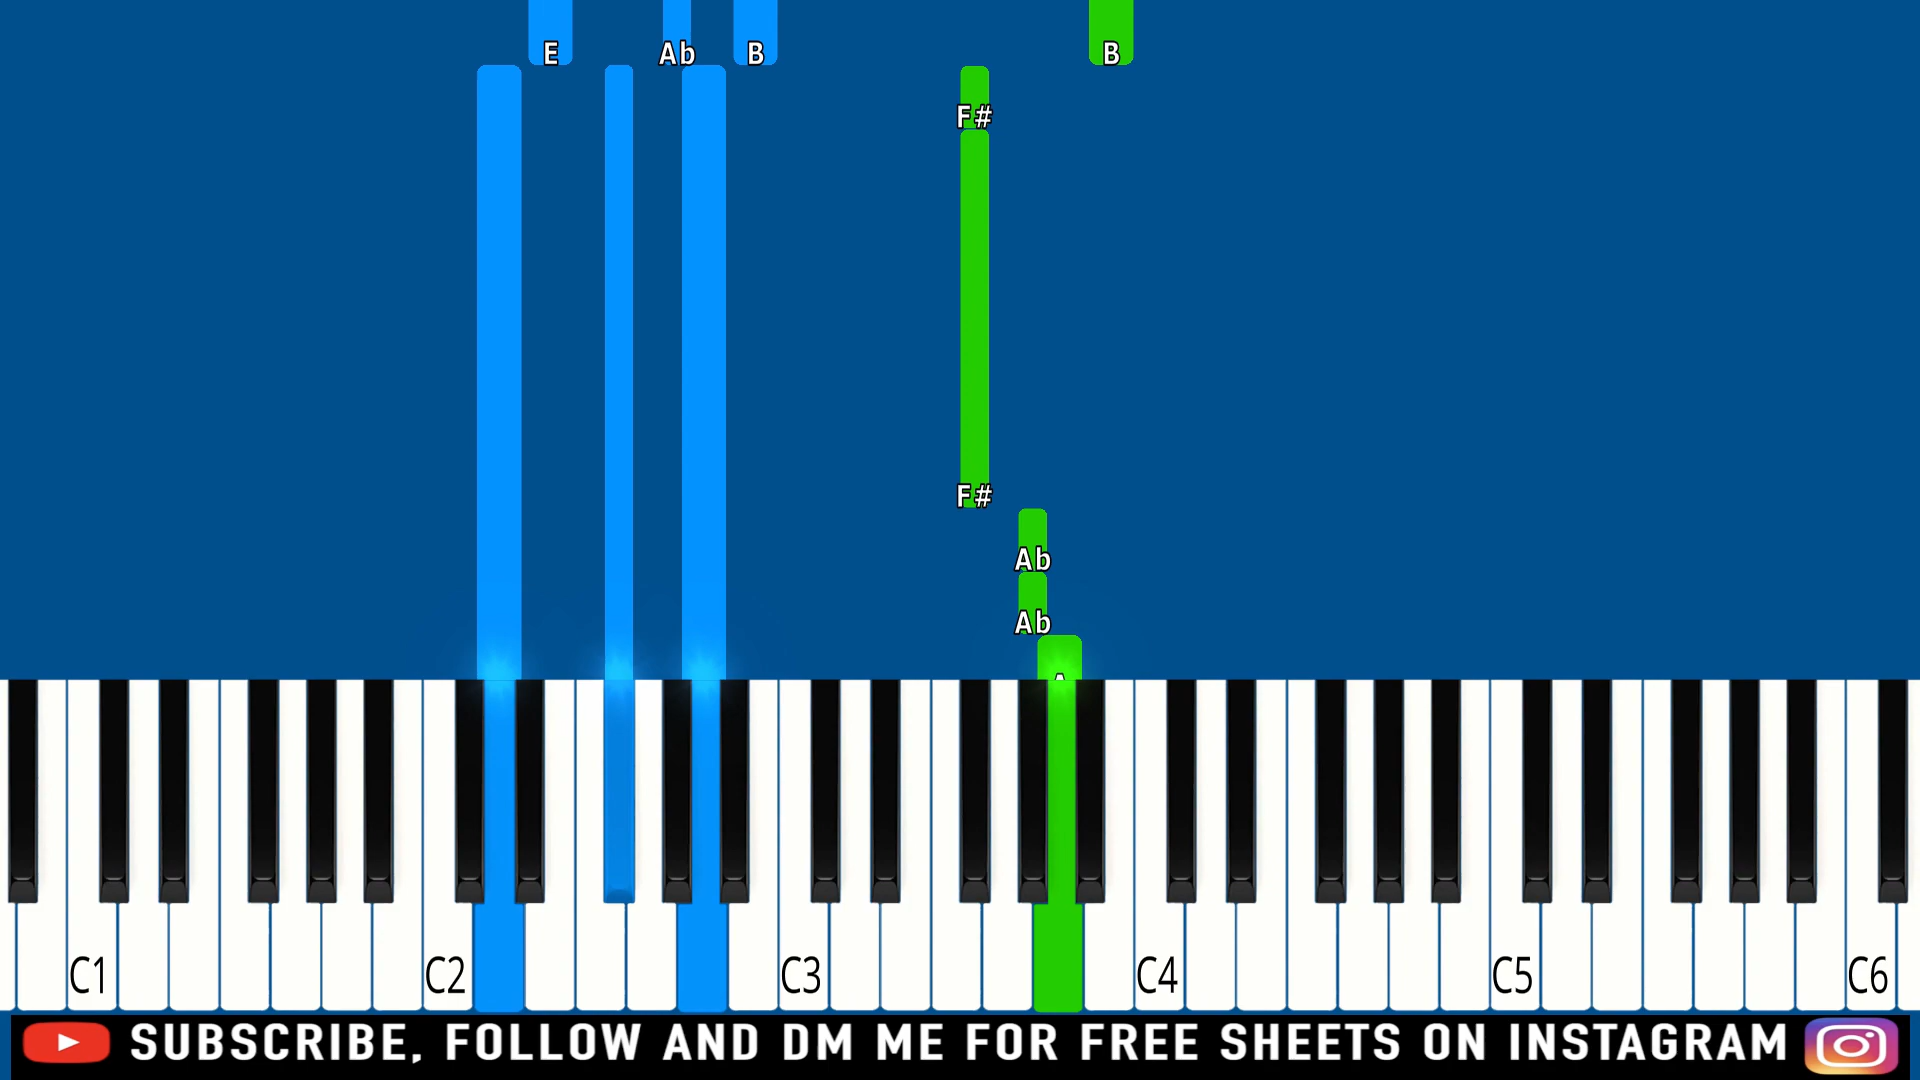 E Ab B B
F#
F#
Ab
Ab
C1 C2 C3 C4 C5 C6
SUBSCRIBE, FOLLOW AND DM ME FOR FREE SHEETS ON INSTAGRAM